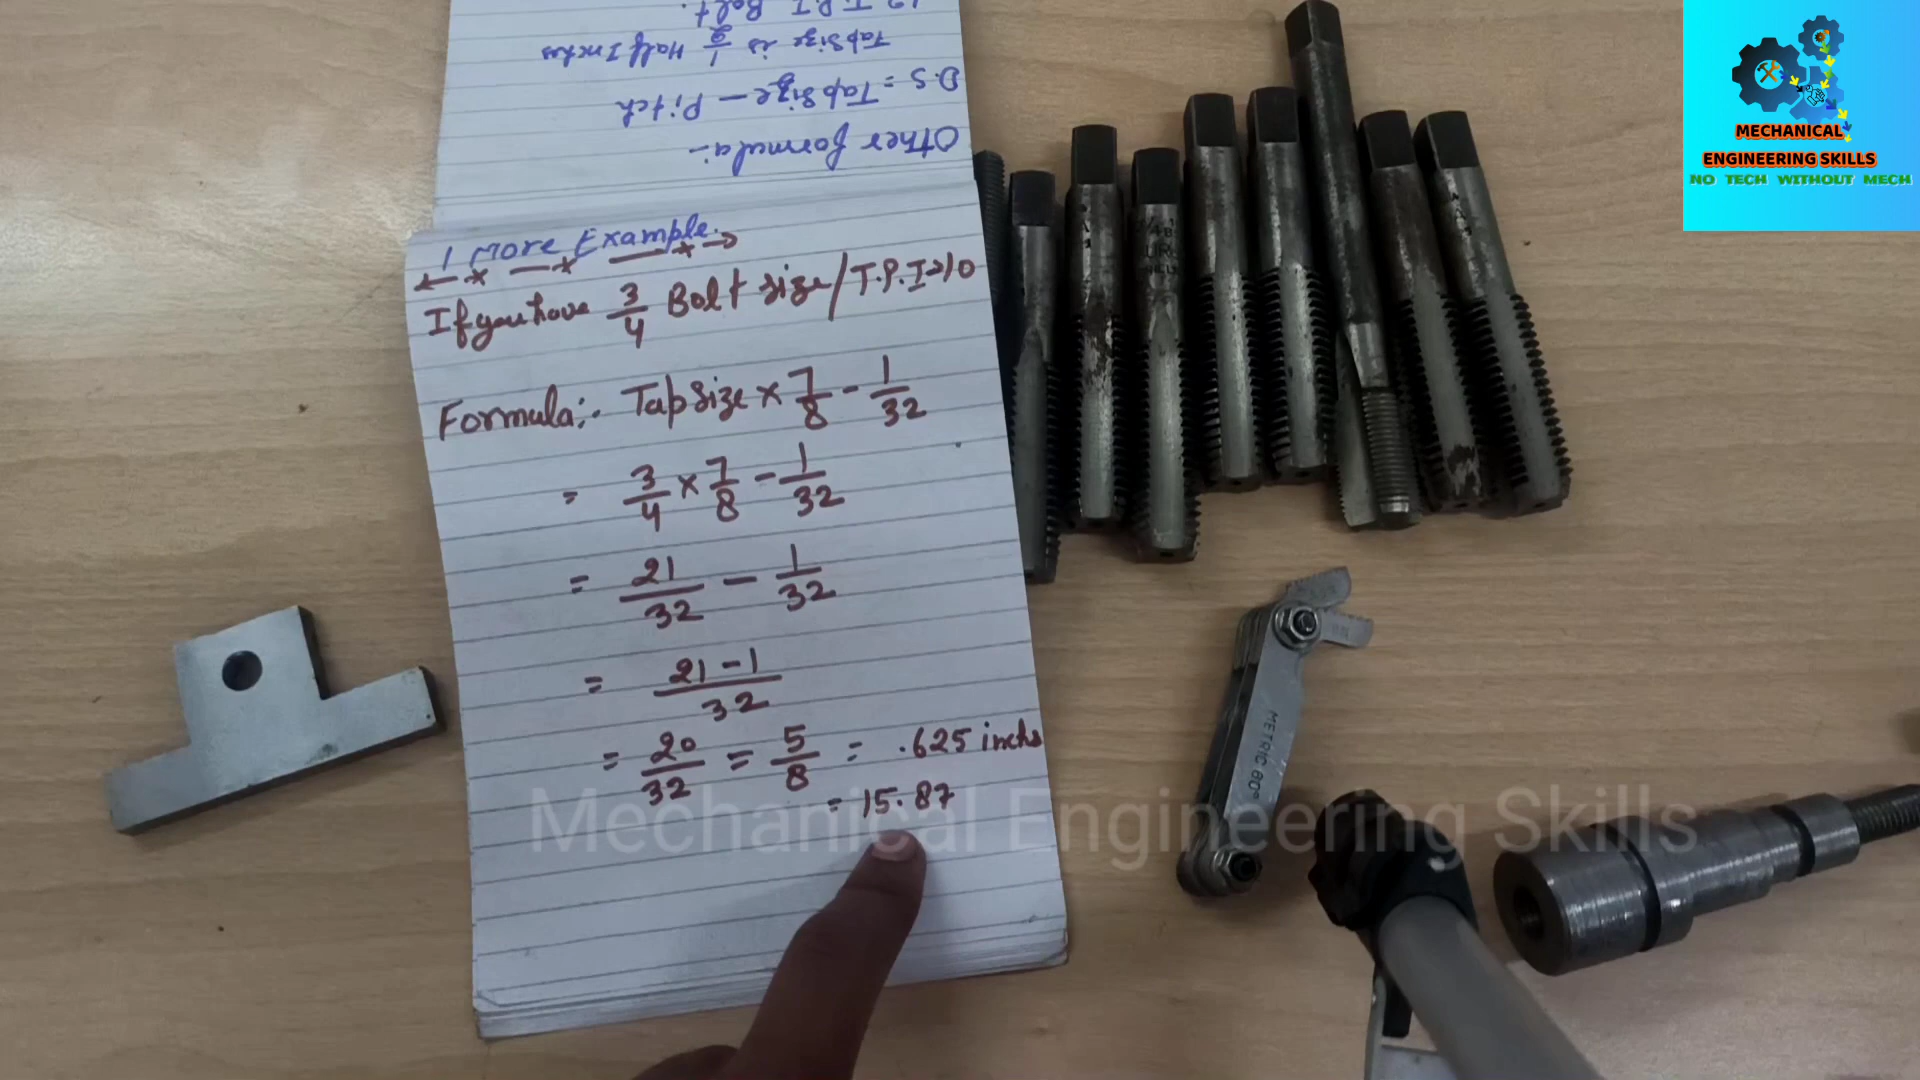 MECHANICAL
ENGINEERING SKILLS
NO TECH WITHOUT MECH
T.P.I Bolt.
Tap size is 1/2 Half Inches
D.S = Tap size - Pitch
Other formula:-
1 More Example.
If you have 3/4 Bolt size/T.P.I→10
Formula:. Tap size × 7/8 - 1/32
= 3/4 × 7/8 - 1/32
= 21/32 - 1/32
= 21-1/32
= 20/32 = 5/8 = .625 inchs
= 15.87
Mechanical Engineering Skills
METRIC 60°